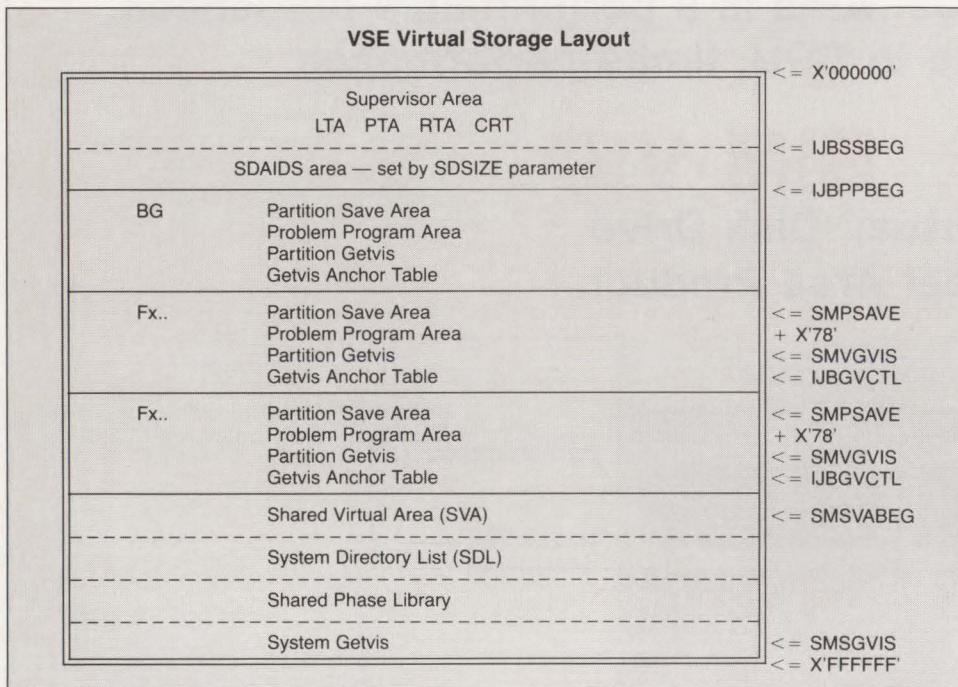 VSE Virtual Storage Layout
<= X'000000'
Supervisor Area
LTA PTA RTA CRT
<= IJBSSBEG
SDAIDS area — set by SDSIZE parameter
<= IJBPPBEG
BG Partition Save Area
Problem Program Area
Partition Getvis
Getvis Anchor Table
Fx.. Partition Save Area <= SMPSAVE
Problem Program Area + X'78'
Partition Getvis <= SMVGVIS
Getvis Anchor Table <= IJBGVCTL
Fx.. Partition Save Area <= SMPSAVE
Problem Program Area + X'78'
Partition Getvis <= SMVGVIS
Getvis Anchor Table <= IJBGVCTL
Shared Virtual Area (SVA) <= SMSVABEG
System Directory List (SDL)
Shared Phase Library
System Getvis <= SMSGVIS
<= X'FFFFFF'